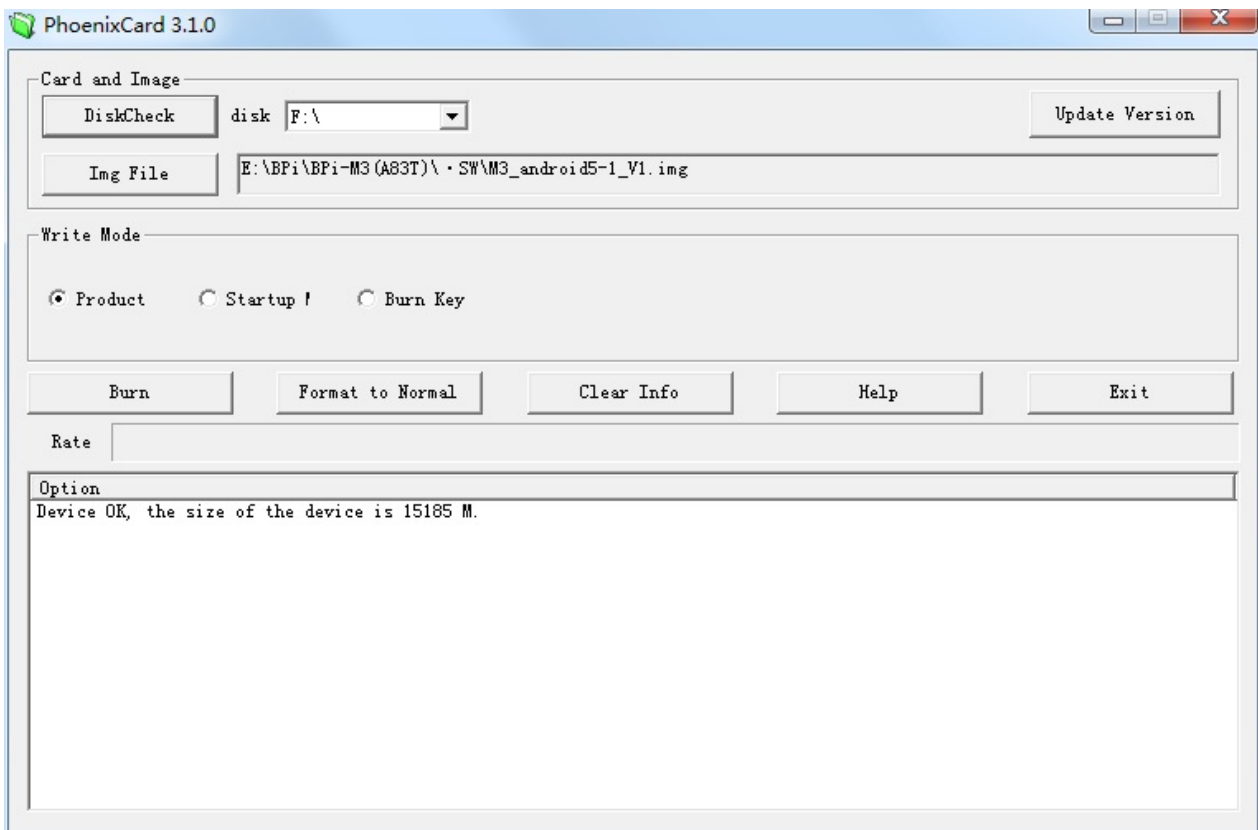 PhoenixCard 3.1.0
Card and Image
DiskCheck disk F:\ Update Version
Img File E:\BPi\BPi-M3(A83T)\·SW\M3_android5-1_V1.img
Write Mode
Product Startup Burn Key
Burn Format to Normal Clear Info Help Exit
Rate
Option
Device OK, the size of the device is 15185 M.